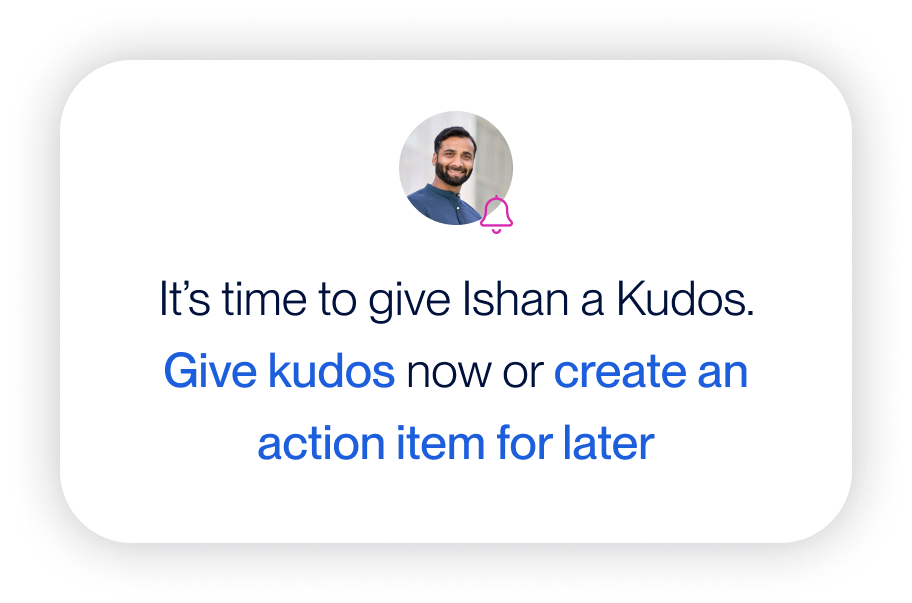 It’s time to give Ishan a Kudos.
Give kudos now or create an
action item for later